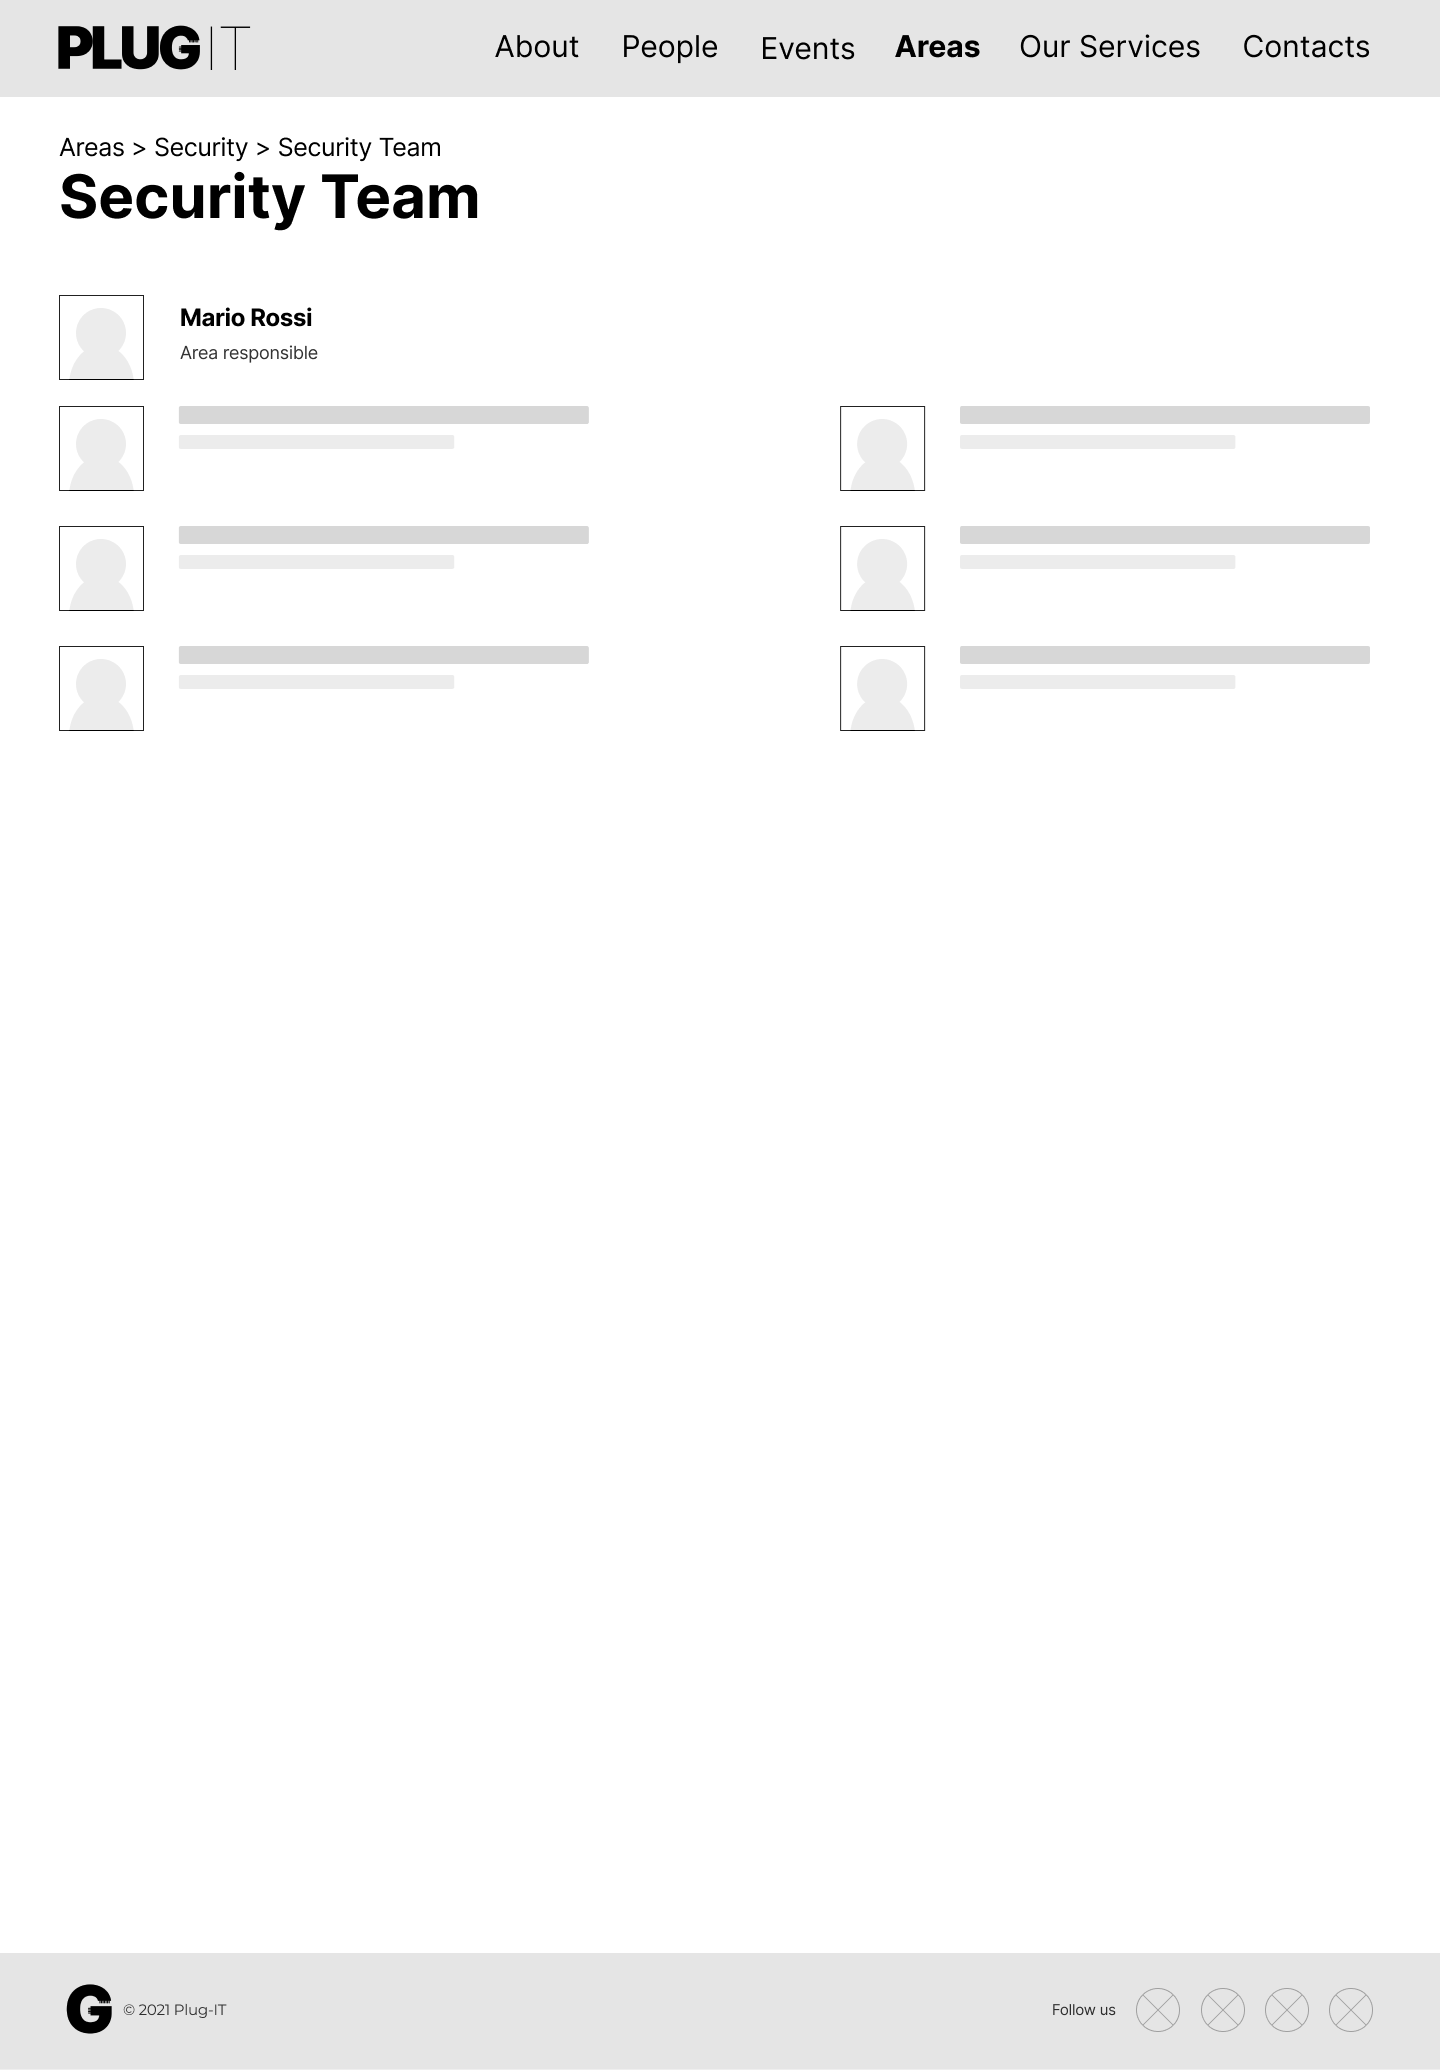 PLUG IT
About People Events Areas Our Services Contacts
Areas > Security > Security Team
Security Team
Mario Rossi
Area responsible
G © 2021 Plug-IT
Follow us